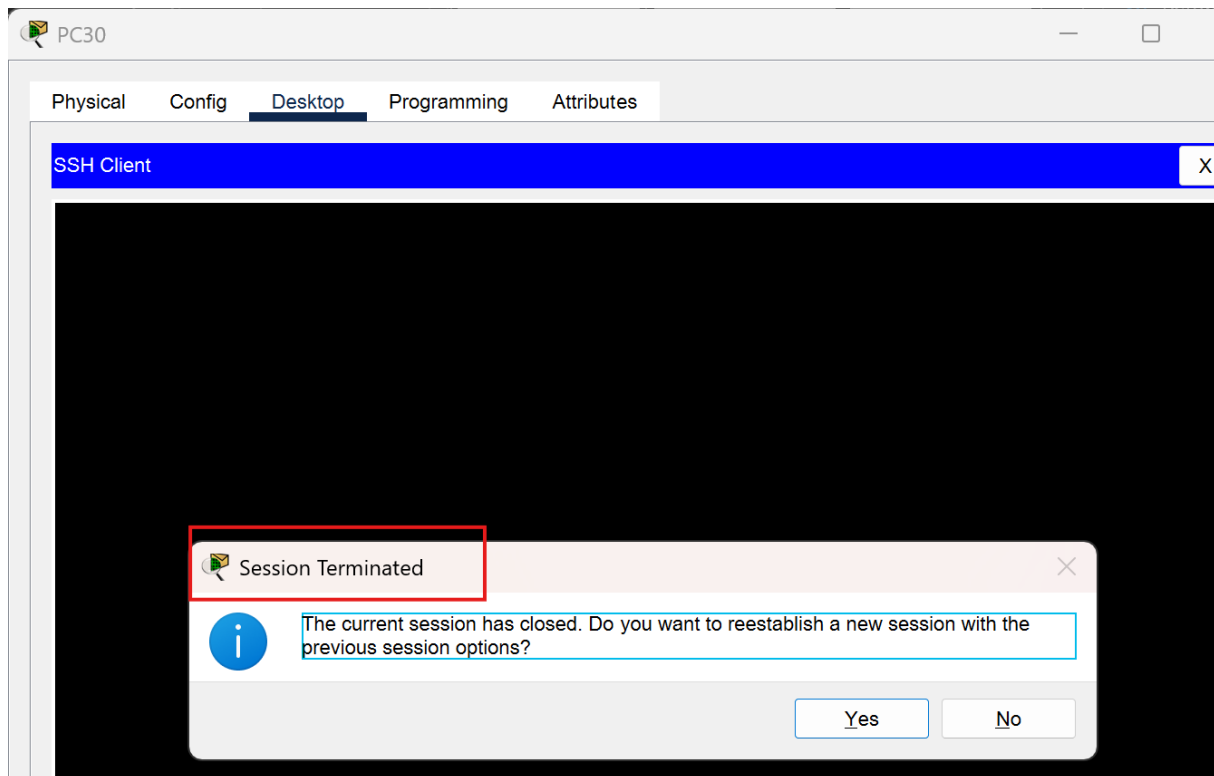 PC30
Physical Config Desktop Programming Attributes
SSH Client
X
Session Terminated
The current session has closed. Do you want to reestablish a new session with the
previous session options?
Yes No